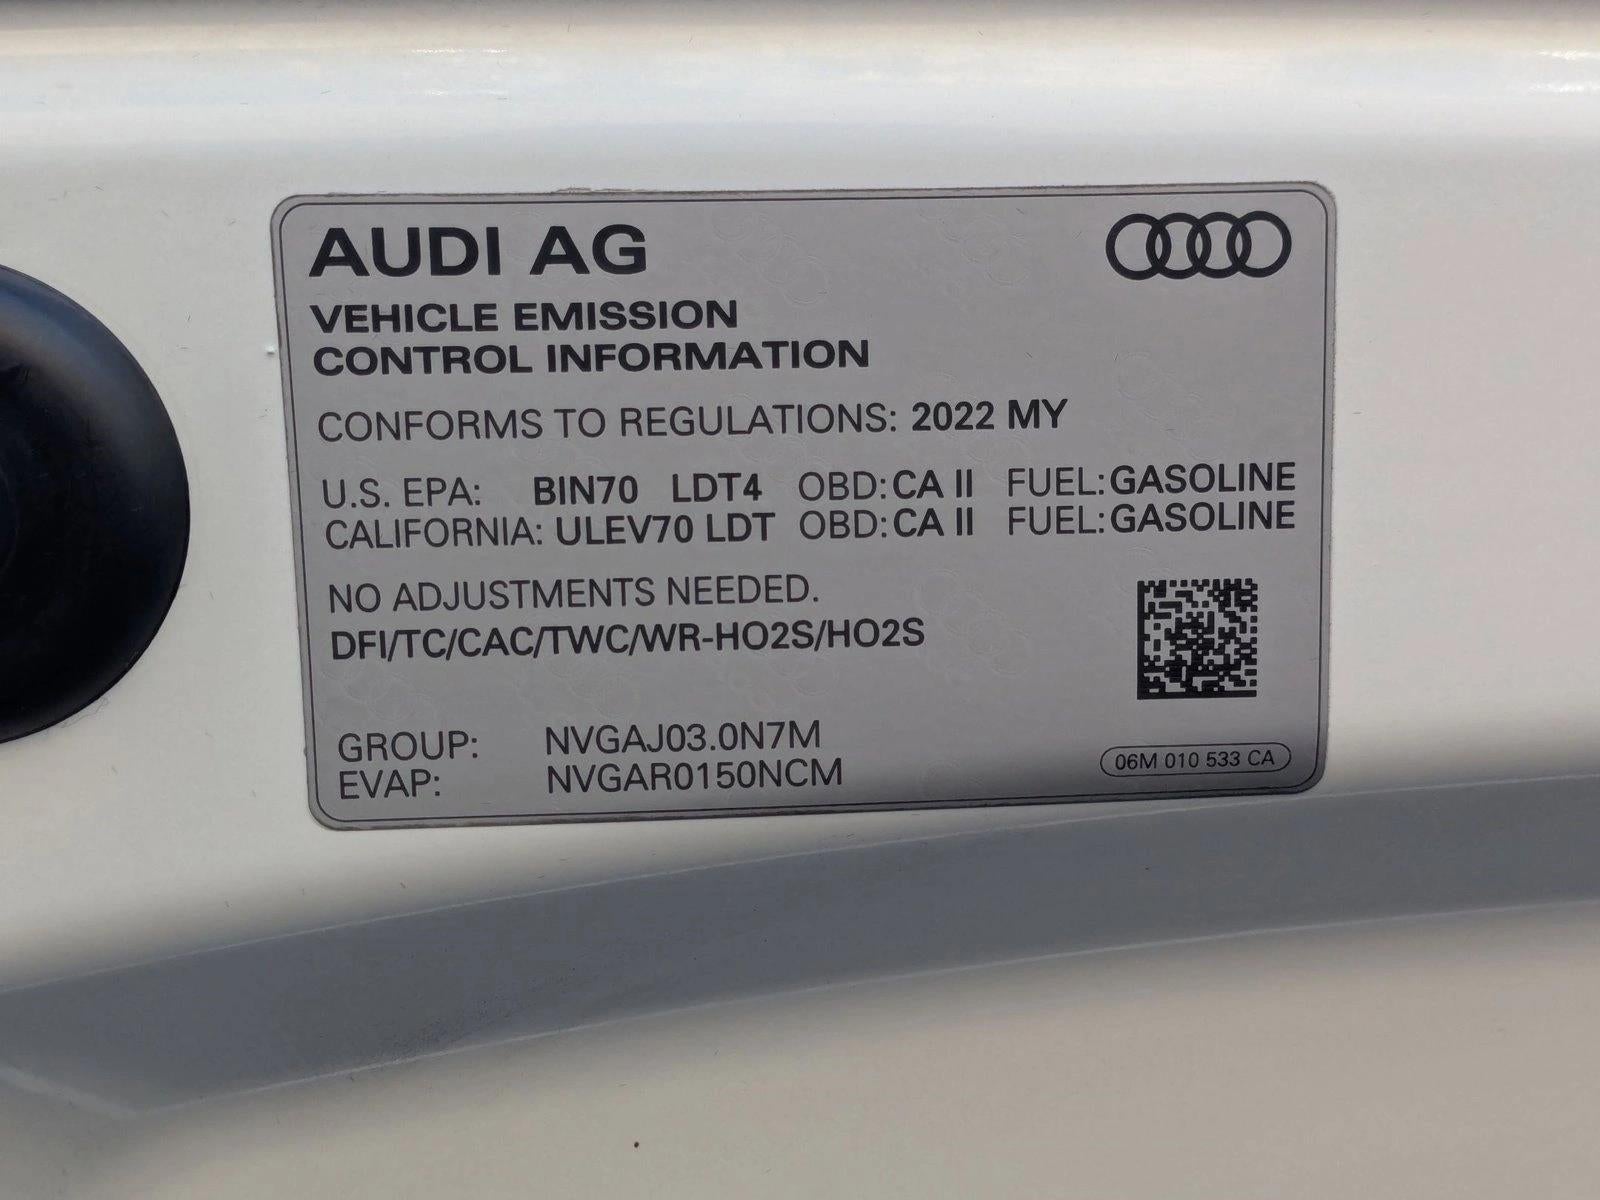 AUDI AG
VEHICLE EMISSION
CONTROL INFORMATION
CONFORMS TO REGULATIONS: 2022 MY
U.S. EPA: BIN70 LDT4 OBD: CA II FUEL: GASOLINE
CALIFORNIA: ULEV70 LDT OBD: CA II FUEL: GASOLINE
NO ADJUSTMENTS NEEDED.
DFI/TC/CAC/TWC/WR-HO2S/HO2S
GROUP: NVGAJ03.0N7M
EVAP: NVGAR0150NCM
06M 010 533 CA